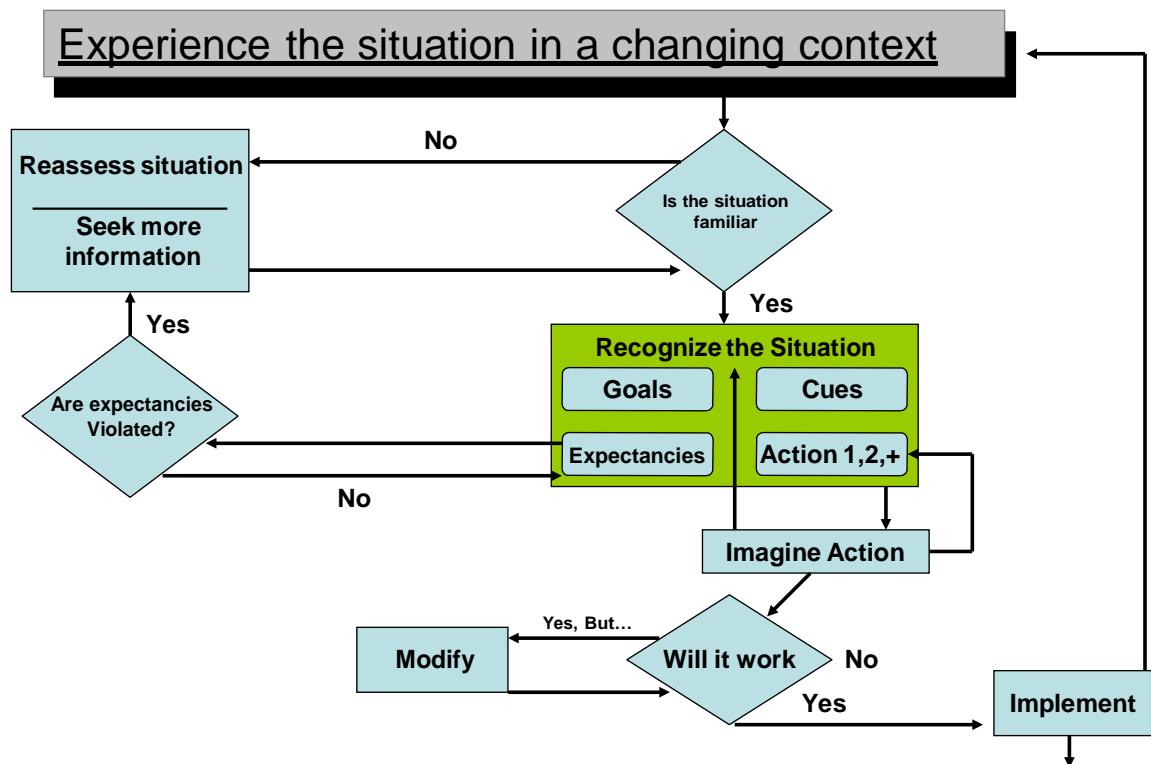 Experience the situation in a changing context
No
Reassess situation
Seek more
information
Is the situation
familiar
Yes
Yes
Recognize the Situation
Goals
Cues
Are expectancies
Violated?
Expectancies
Action 1,2,+
No
Imagine Action
Yes, But…
Modify
Will it work
No
Yes
Implement